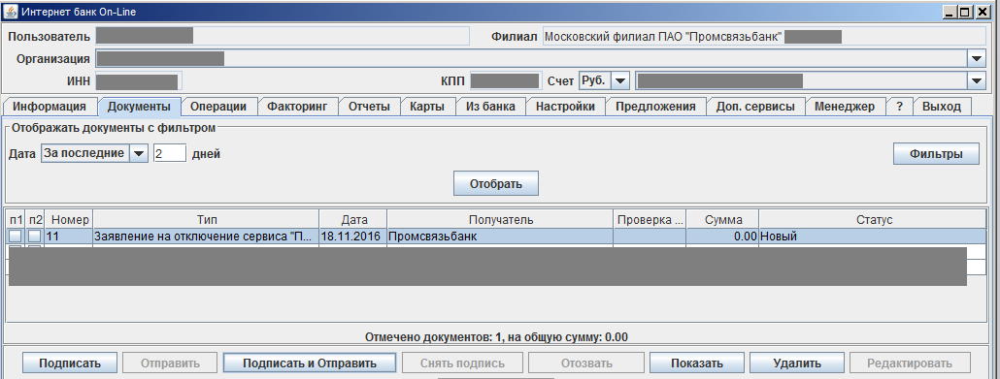 Интернет банк On-Line
Пользователь Филиал Московский филиал ПАО "Промсвязьбанк"
Организация
ИНН КПП Счет Руб.
Информация Документы Операции Факторинг Отчеты Карты Из банка Настройки Предложения Доп. сервисы Менеджер ? Выход
Отображать документы с фильтром
Дата За последние 2 дней Фильтры
Отобрать
п1 п2 Номер Тип Дата Получатель Проверка ... Сумма Статус
11 Заявление на отключение сервиса "П... 18.11.2016 Промсвязьбанк 0.00 Новый
Отмечено документов: 1, на общую сумму: 0.00
Подписать Отправить Подписать и Отправить Снять подпись Отозвать Показать Удалить Редактировать